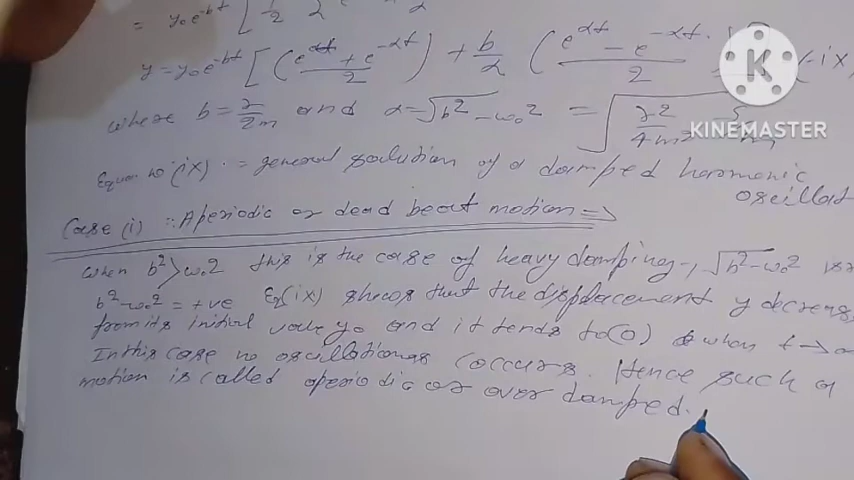 = y₀e^-bt [ 1/2 2
y = y₀e^-bt [ ( e^αt + e^-αt / 2 ) + b/α ( e^αt - e^-αt / 2 (ix)
where b = r/2m and α = √b² - ω₀² = √ r²/4m² - m
KINEMASTER
Equa. no (ix) = general solution of a damped harmonic
oscillat
Case (i) :- Aperiodic or dead beat motion ⇒
when b² > ω₀² this is the case of heavy damping, √b² - ω₀²
b² - ω₀² = +ve Eq(ix) shows that the displacement y decreas
from its initial value y₀ and it tends to (0) when t →
In this case no oscillations occurs. Hence such a
motion is called aperiodic or over damped.